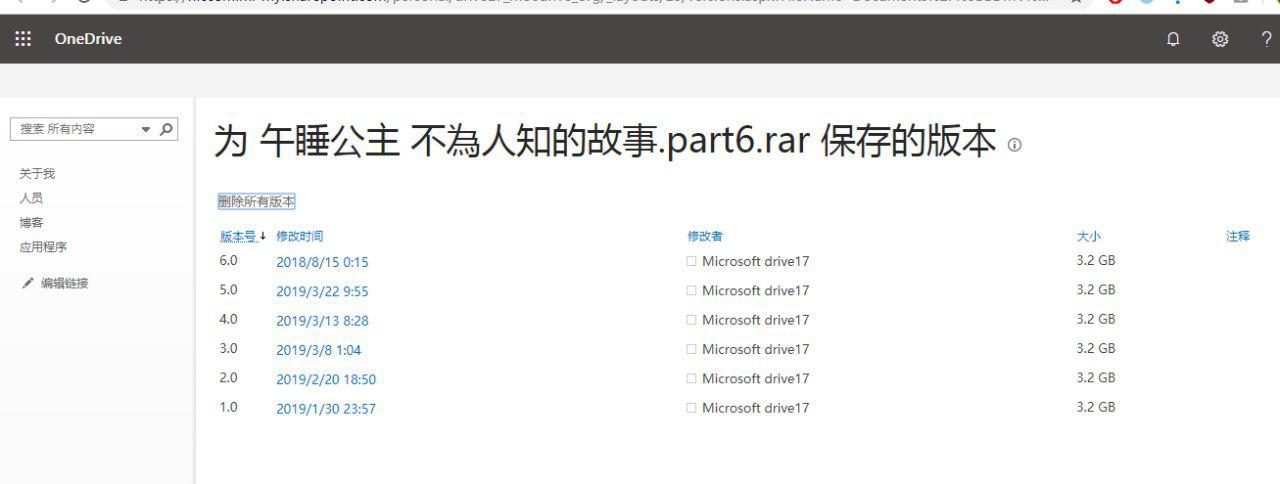 OneDrive
?
搜索 所有内容
关于我
人员
博客
应用程序
编辑链接
为 午睡公主 不為人知的故事.part6.rar 保存的版本
删除所有版本
版本号 修改时间 修改者 大小 注释
6.0 2018/8/15 0:15 Microsoft drive17 3.2 GB
5.0 2019/3/22 9:55 Microsoft drive17 3.2 GB
4.0 2019/3/13 8:28 Microsoft drive17 3.2 GB
3.0 2019/3/8 1:04 Microsoft drive17 3.2 GB
2.0 2019/2/20 18:50 Microsoft drive17 3.2 GB
1.0 2019/1/30 23:57 Microsoft drive17 3.2 GB